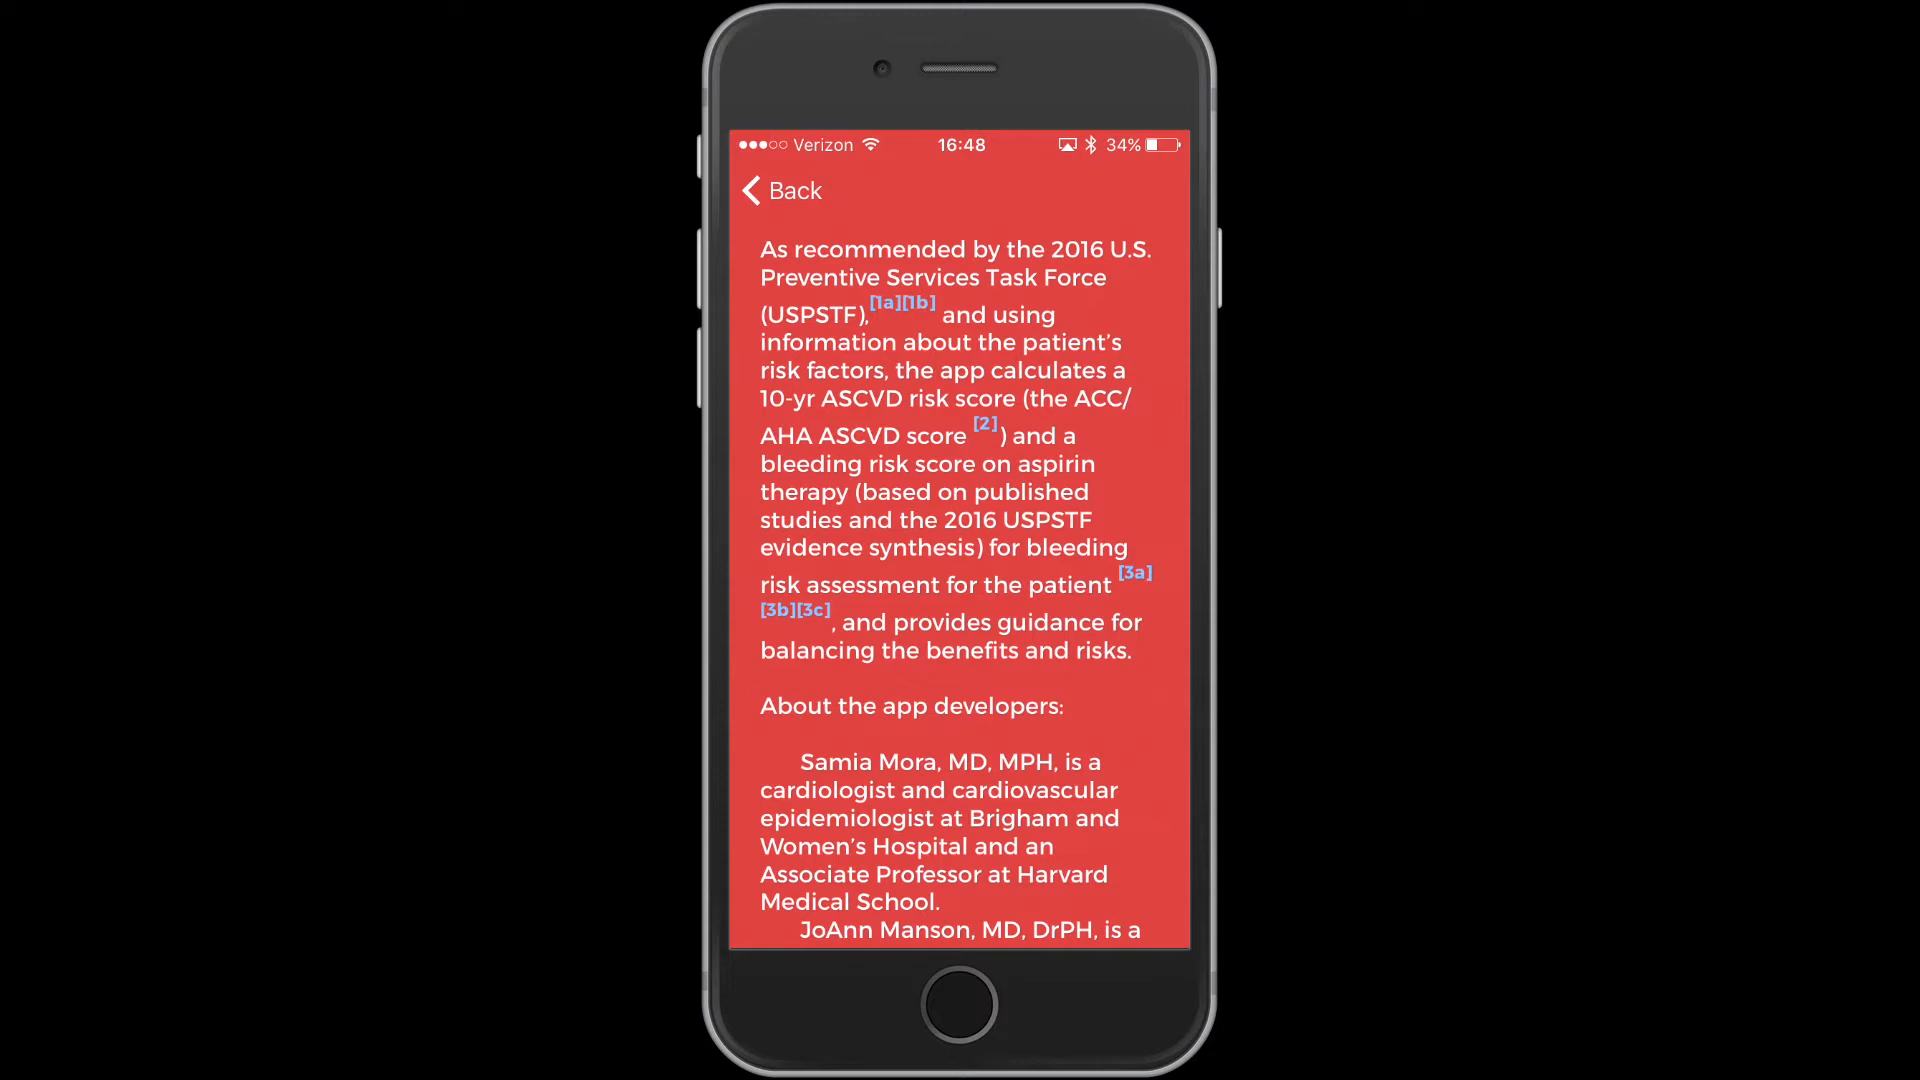 Verizon 16:48 34%
Back
As recommended by the 2016 U.S.
Preventive Services Task Force
(USPSTF),[1a][1b] and using
information about the patient's
risk factors, the app calculates a
10-yr ASCVD risk score (the ACC/
AHA ASCVD score [2]) and a
bleeding risk score on aspirin
therapy (based on published
studies and the 2016 USPSTF
evidence synthesis) for bleeding
risk assessment for the patient [3a]
[3b][3c], and provides guidance for
balancing the benefits and risks.
About the app developers:
Samia Mora, MD, MPH, is a
cardiologist and cardiovascular
epidemiologist at Brigham and
Women's Hospital and an
Associate Professor at Harvard
Medical School.
JoAnn Manson, MD, DrPH, is a